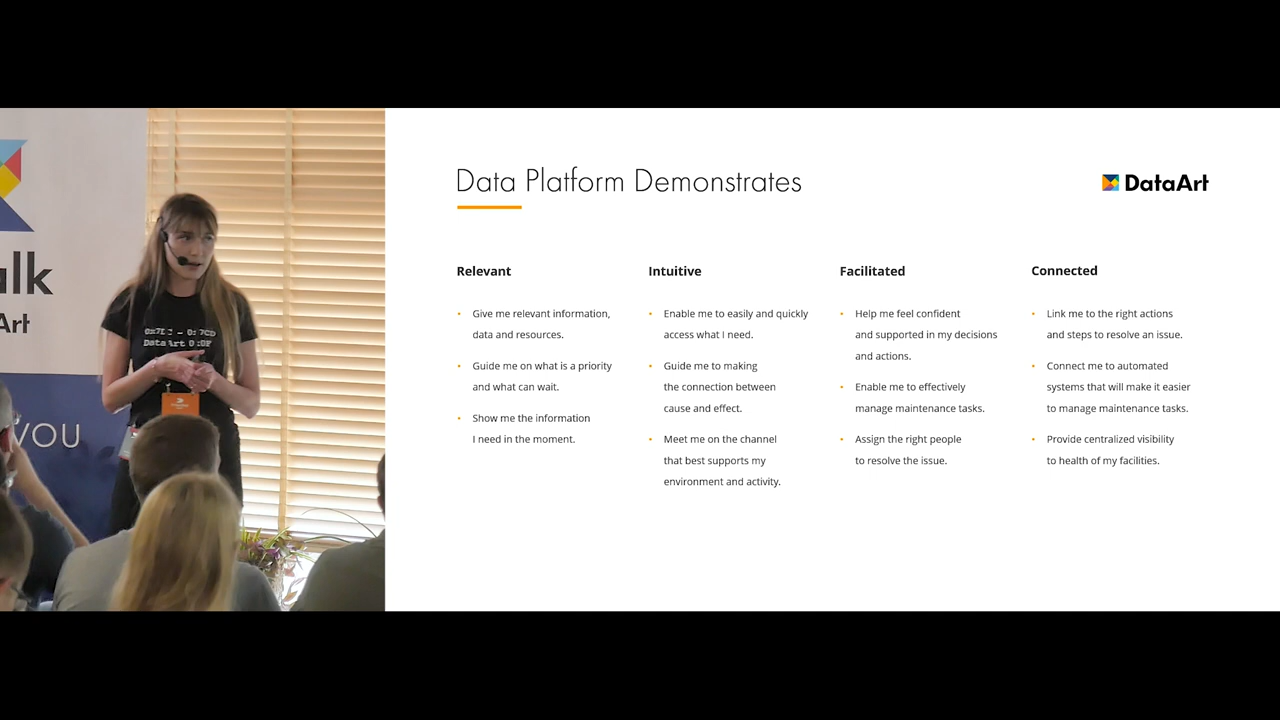 alk
Art
YOU
Data Platform Demonstrates
DataArt
Relevant
Give me relevant information,
data and resources.
Guide me on what is a priority
and what can wait.
Show me the information
I need in the moment.
Intuitive
Enable me to easily and quickly
access what I need.
Guide me to making
the connection between
cause and effect.
Meet me on the channel
that best supports my
environment and activity.
Facilitated
Help me feel confident
and supported in my decisions
and actions.
Enable me to effectively
manage maintenance tasks.
Assign the right people
to resolve the issue.
Connected
Link me to the right actions
and steps to resolve an issue.
Connect me to automated
systems that will make it easier
to manage maintenance tasks.
Provide centralized visibility
to health of my facilities.